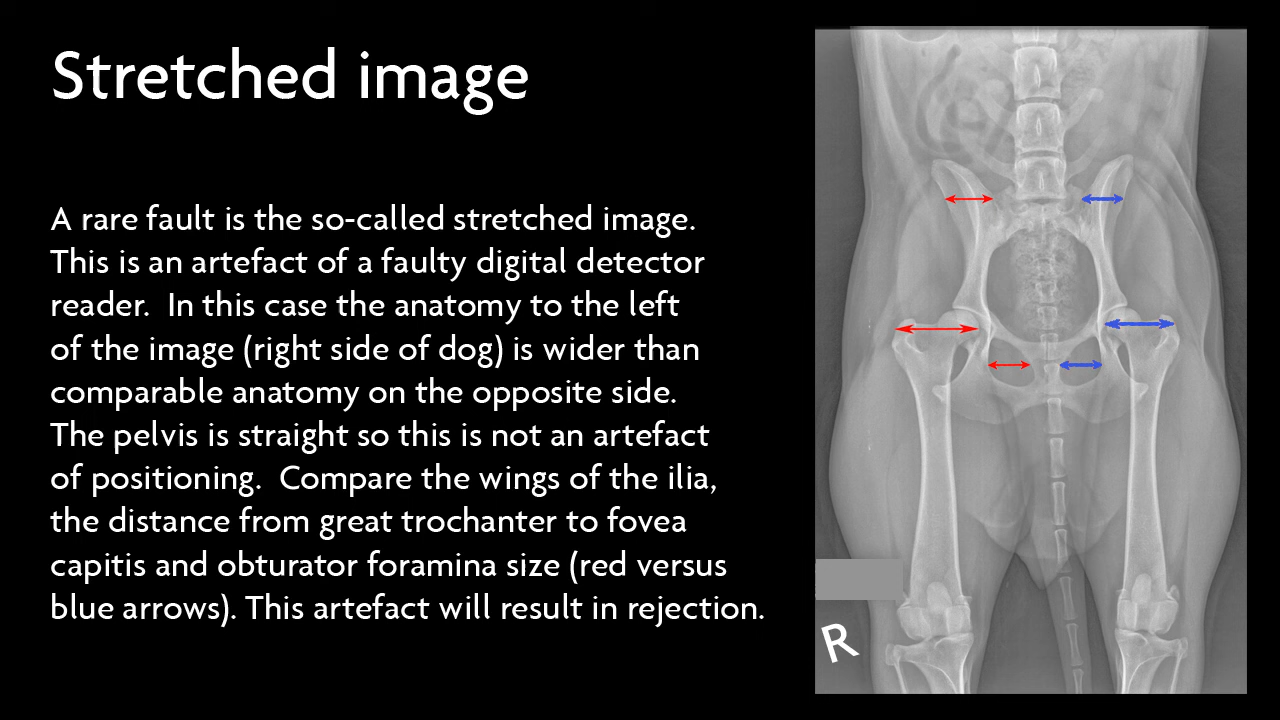 Stretched image
A rare fault is the so-called stretched image.
This is an artefact of a faulty digital detector
reader.  In this case the anatomy to the left
of the image (right side of dog) is wider than
comparable anatomy on the opposite side.
The pelvis is straight so this is not an artefact
of positioning.  Compare the wings of the ilia,
the distance from great trochanter to fovea
capitis and obturator foramina size (red versus
blue arrows). This artefact will result in rejection.
R